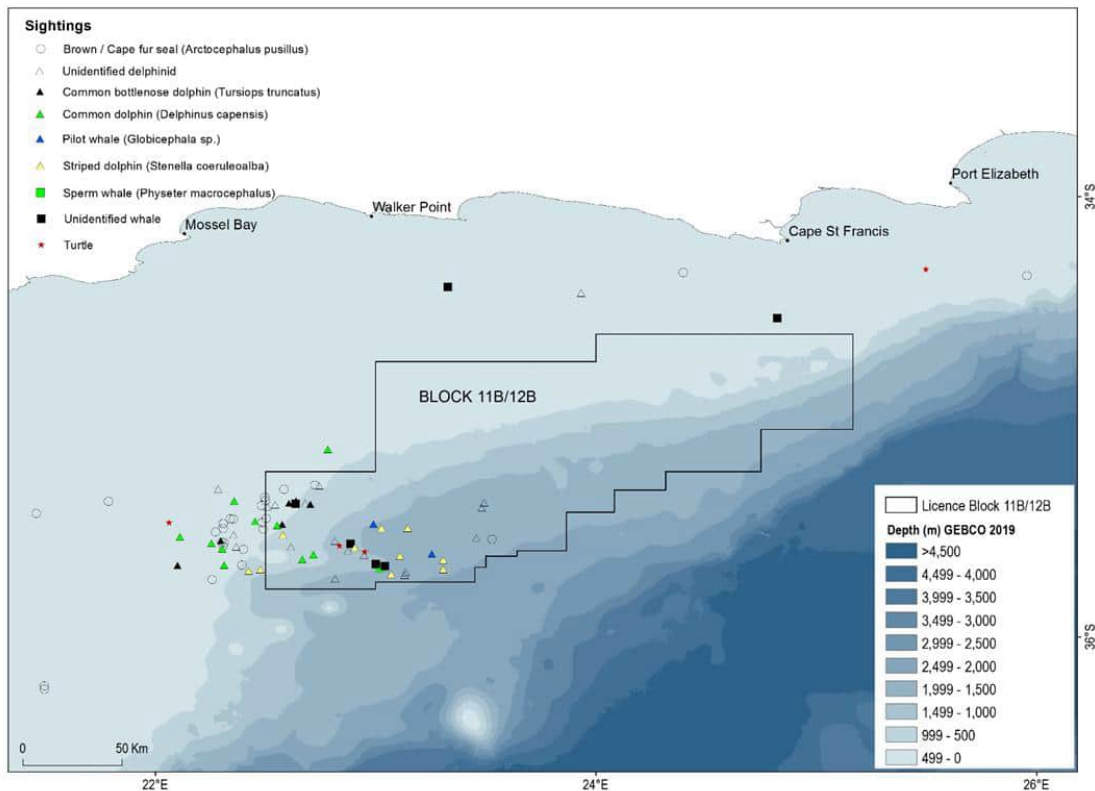 Sightings
Brown / Cape fur seal (Arctocephalus pusillus)
Unidentified delphinid
Common bottlenose dolphin (Tursiops truncatus)
Common dolphin (Delphinus capensis)
Pilot whale (Globicephala sp.)
Striped dolphin (Stenella coeruleoalba)
Sperm whale (Physeter macrocephalus)
Unidentified whale
Turtle
Port Elizabeth
34°S
Walker Point
Mossel Bay
Cape St Francis
BLOCK 11B/12B
Licence Block 11B/12B
Depth (m) GEBCO 2019
>4,500
4,499 - 4,000
3,999 - 3,500
3,499 - 3,000
2,999 - 2,500
2,499 - 2,000
1,999 - 1,500
1,499 - 1,000
999 - 500
499 - 0
36°S
0 50 Km
22°E 24°E 26°E